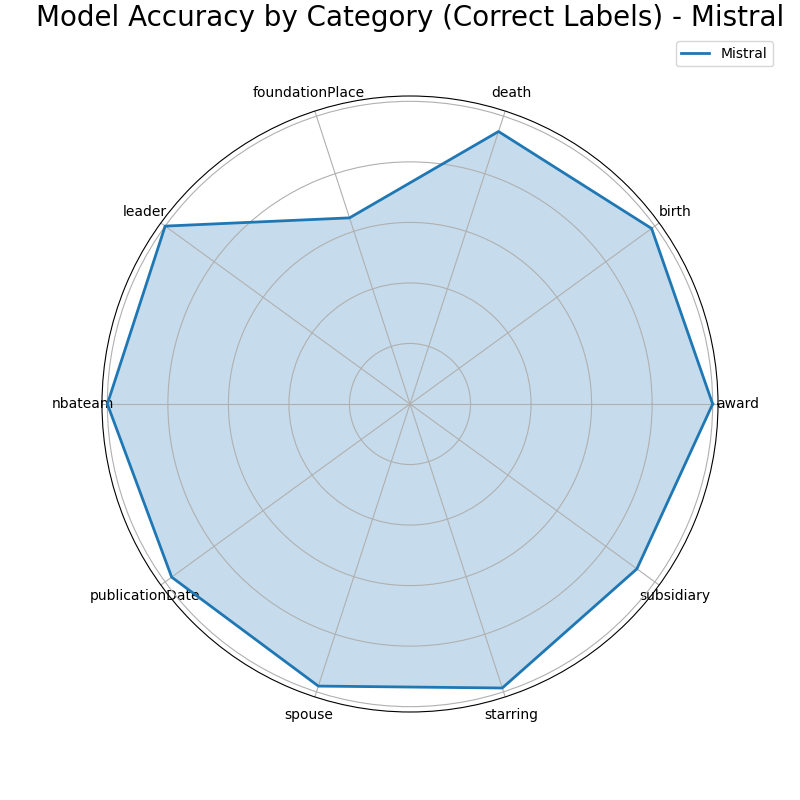 Model Accuracy by Category (Correct Labels) - Mistral
Mistral
foundationPlace
death
leader
birth
nbateam
award
publicationDate
subsidiary
spouse
starring